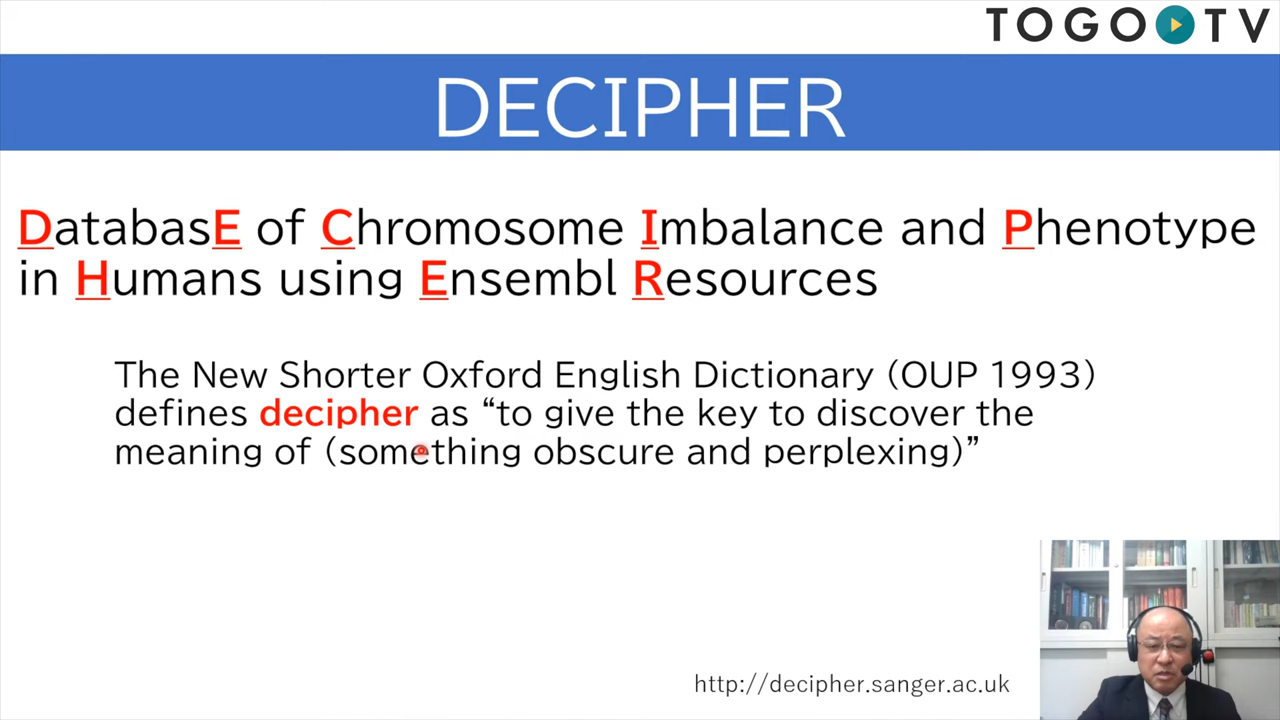 TOGO TV
DECIPHER
DatabasE of Chromosome Imbalance and Phenotype
in Humans using Ensembl Resources
The New Shorter Oxford English Dictionary (OUP 1993)
defines decipher as “to give the key to discover the
meaning of (something obscure and perplexing)”
http://decipher.sanger.ac.uk